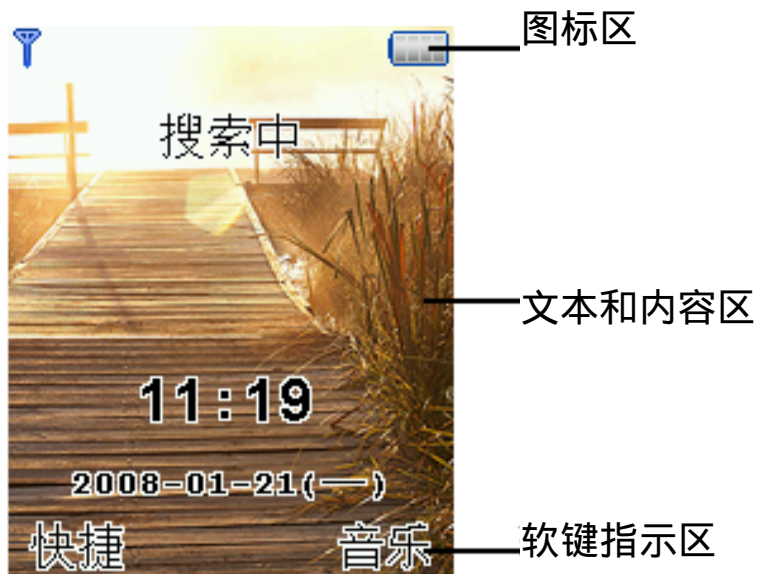 图标区
搜索中
文本和内容区
11:19
2008-01-21(一)
快捷
音乐
软键指示区